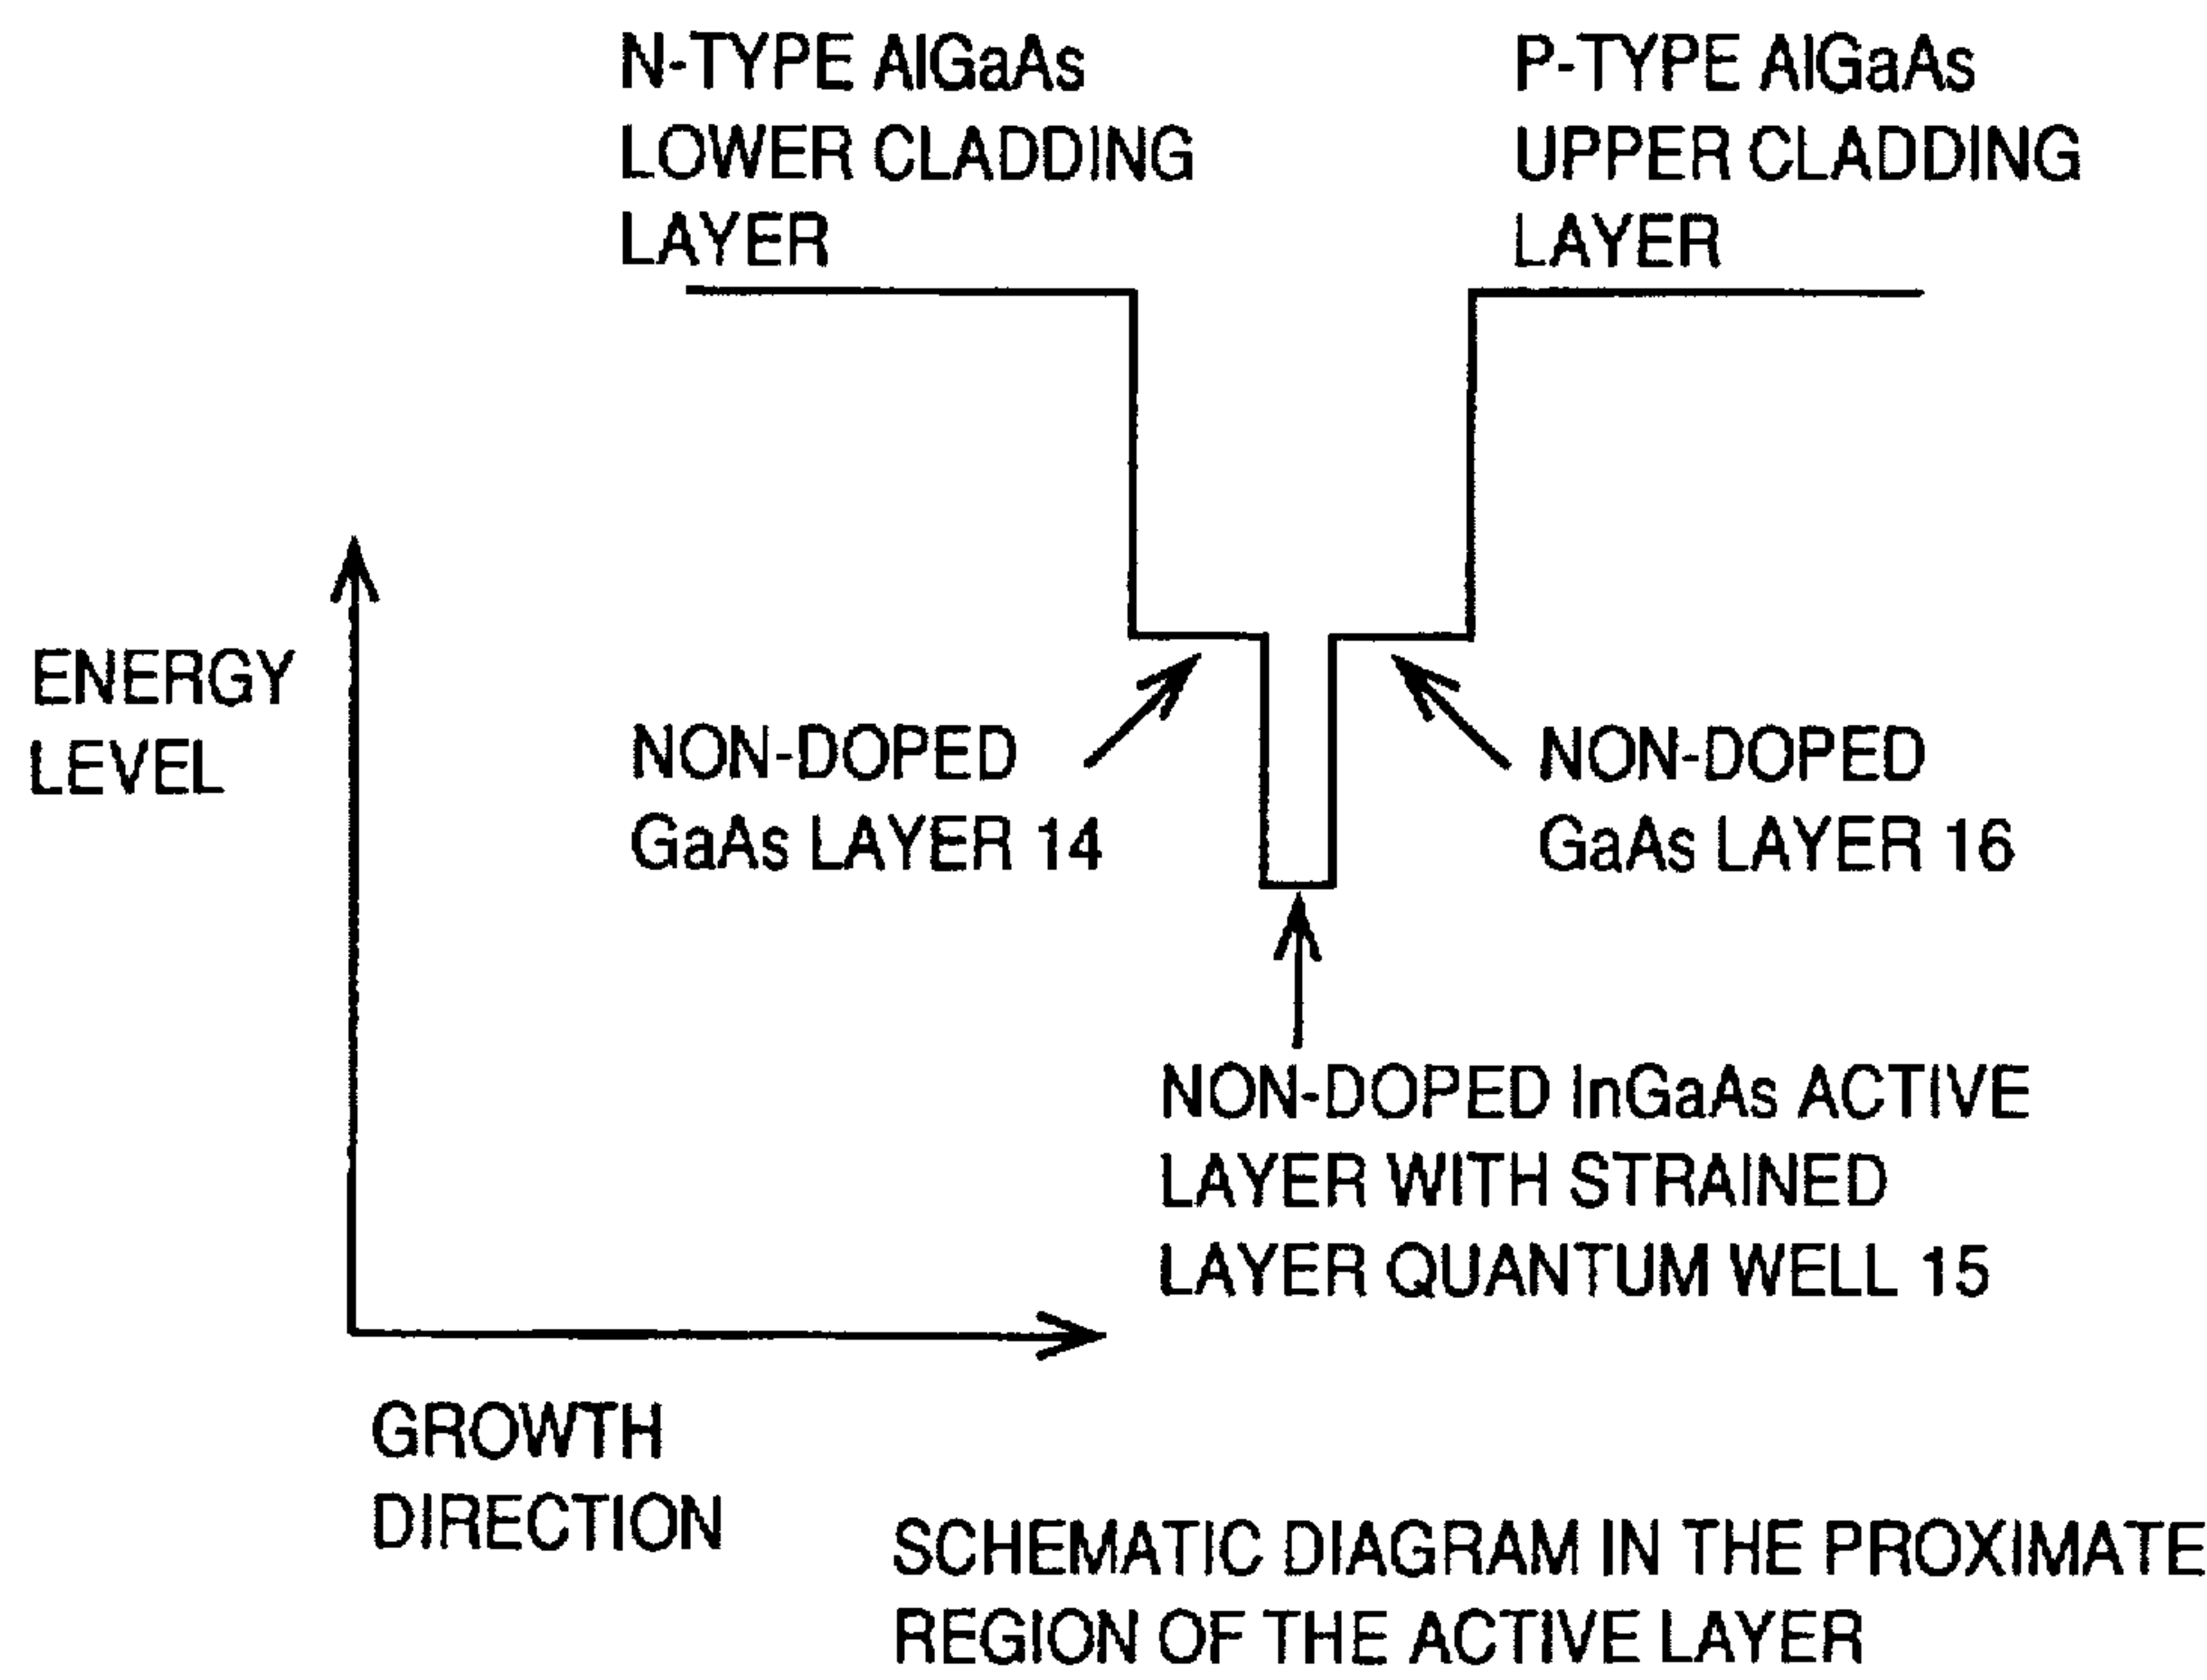 N-TYPE AlGaAs
LOWER CLADDING
LAYER
P-TYPE AlGaAs
UPPER CLADDING
LAYER
ENERGY
LEVEL
NON-DOPED
GaAs LAYER 14
NON-DOPED
GaAs LAYER 16
NON-DOPED InGaAs ACTIVE
LAYER WITH STRAINED
LAYER QUANTUM WELL 15
GROWTH
DIRECTION
SCHEMATIC DIAGRAM IN THE PROXIMATE
REGION OF THE ACTIVE LAYER